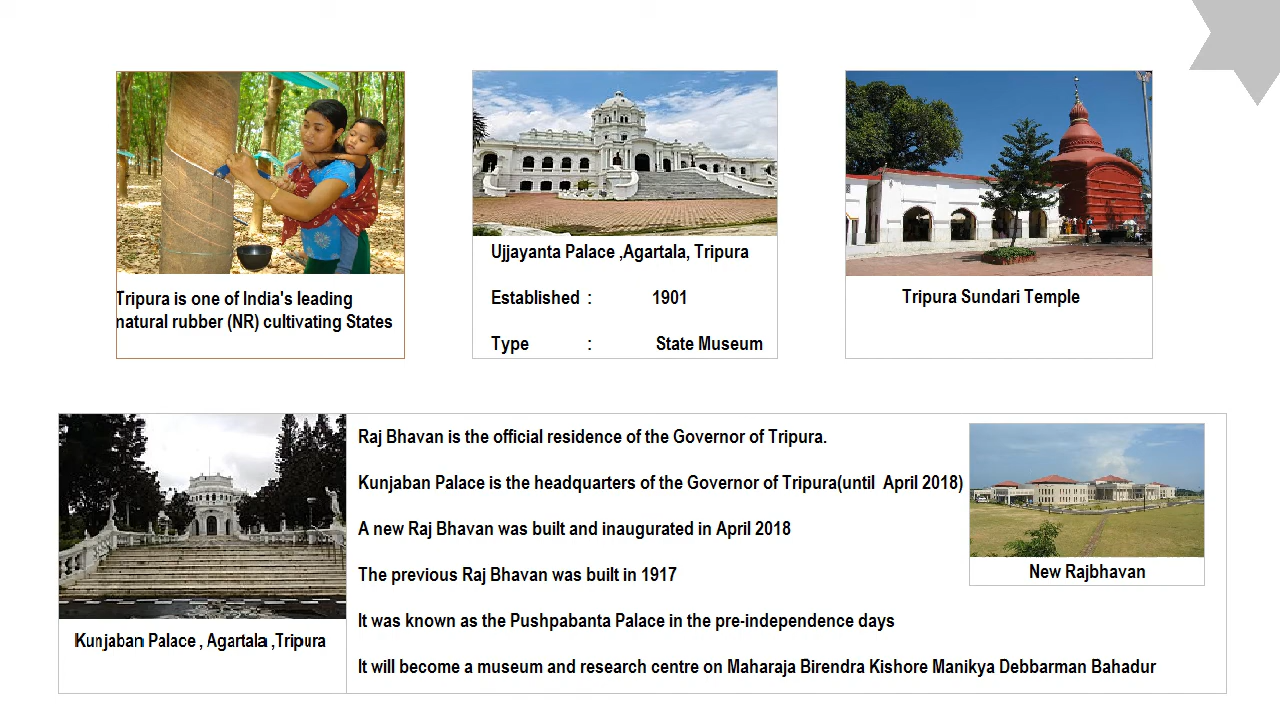 Tripura is one of India's leading
natural rubber (NR) cultivating States
Ujjayanta Palace ,Agartala, Tripura
Established : 1901
Type : State Museum
Tripura Sundari Temple
Kunjaban Palace , Agartala ,Tripura
Raj Bhavan is the official residence of the Governor of Tripura.
Kunjaban Palace is the headquarters of the Governor of Tripura(until April 2018)
A new Raj Bhavan was built and inaugurated in April 2018
The previous Raj Bhavan was built in 1917
It was known as the Pushpabanta Palace in the pre-independence days
It will become a museum and research centre on Maharaja Birendra Kishore Manikya Debbarman Bahadur
New Rajbhavan